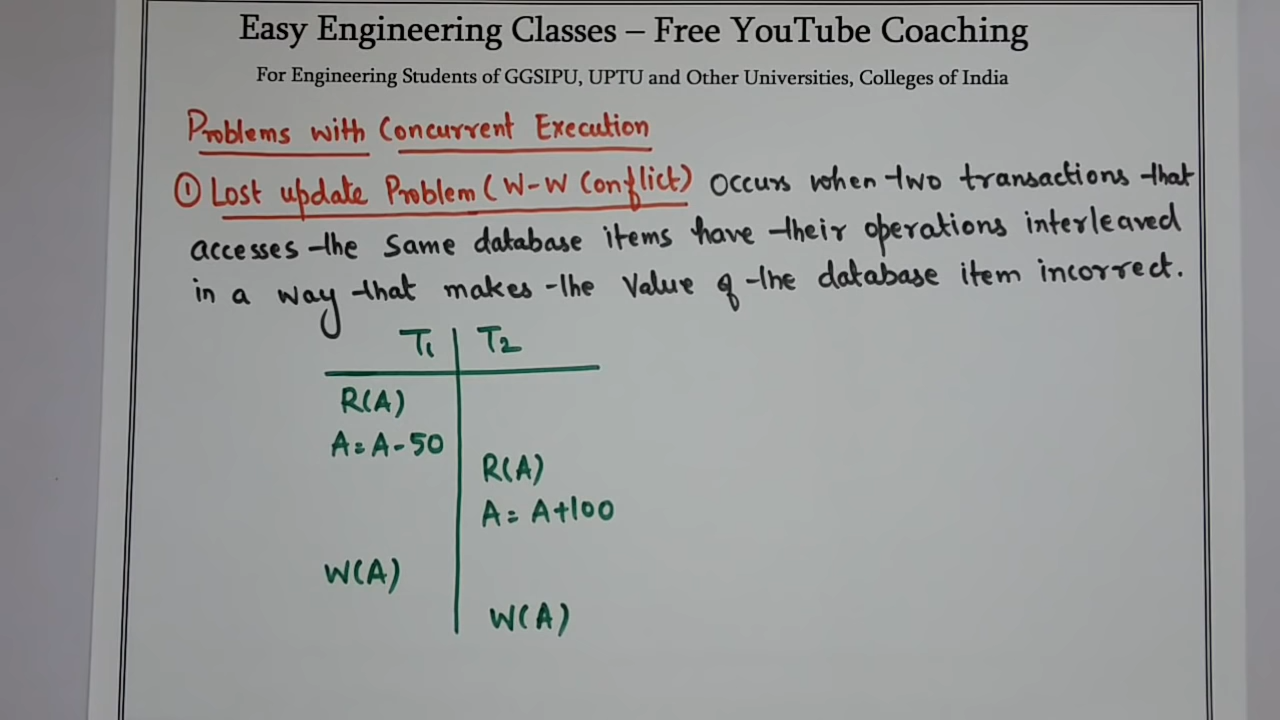 Easy Engineering Classes – Free YouTube Coaching
For Engineering Students of GGSIPU, UPTU and Other Universities, Colleges of India
Problems with Concurrent Execution
① Lost update Problem (W-W Conflict) occurs when two transactions that
accesses the same database items have their operations interleaved
in a way that makes the value of the database item incorrect.
T1 T2
R(A)
A=A-50
R(A)
A=A+100
W(A)
W(A)